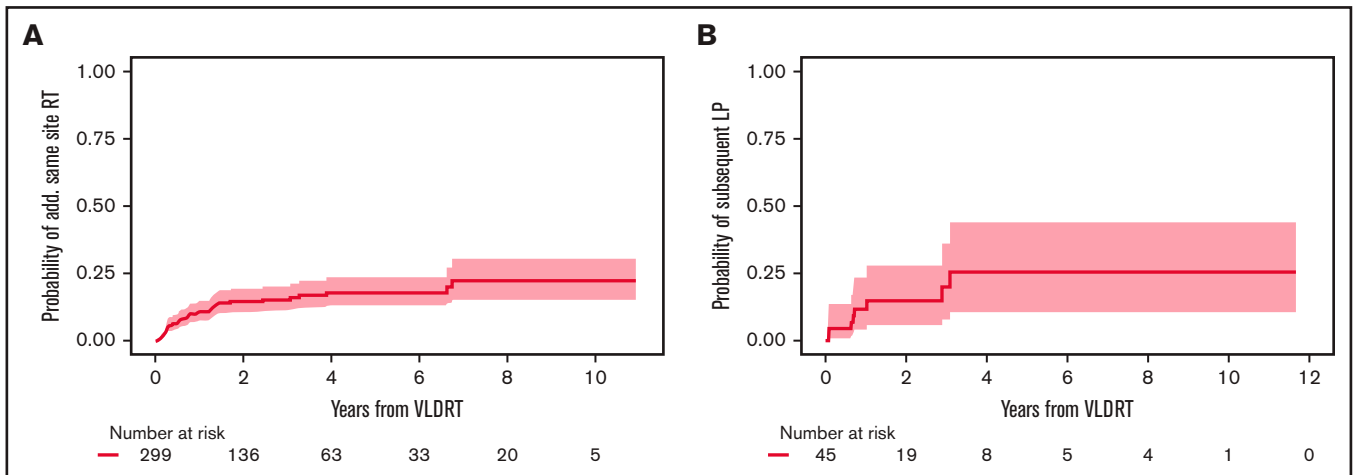 A
Probability of add. same site RT
1.00
0.75
0.50
0.25
0.00
0 2 4 6 8 10
Years from VLDRT
Number at risk
299 136 63 33 20 5
B
Probability of subsequent LP
1.00
0.75
0.50
0.25
0.00
0 2 4 6 8 10 12
Years from VLDRT
Number at risk
45 19 8 5 4 1 0